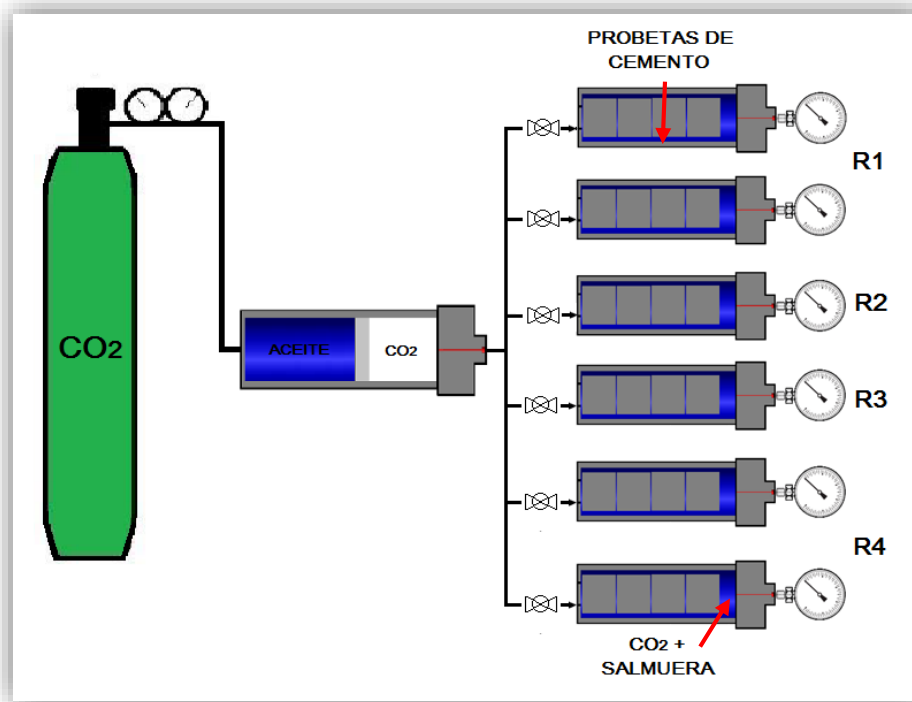 PROBETAS DE
CEMENTO
R1
R2
CO2
ACEITE
CO2
R3
R4
CO2 +
SALMUERA